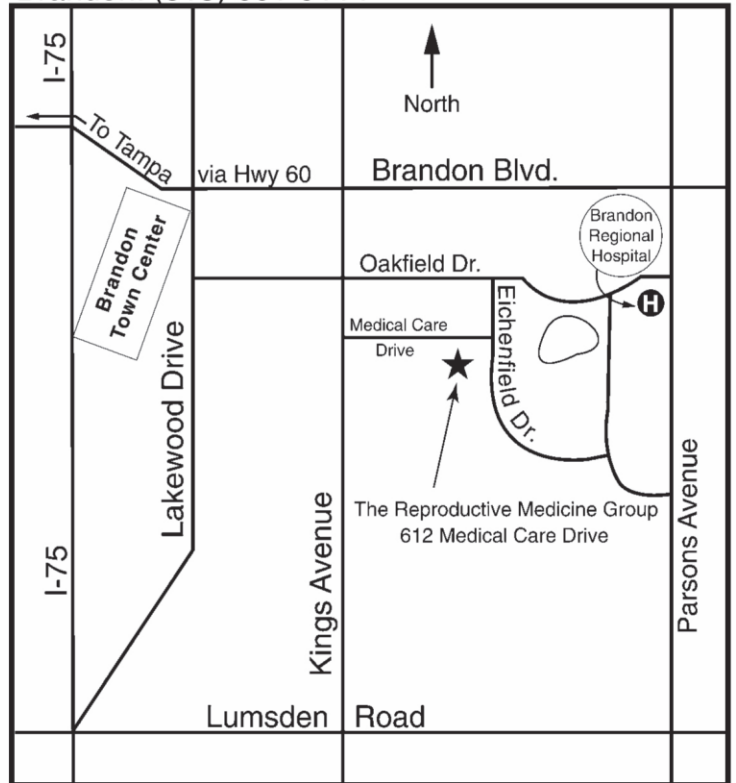 I-75
North
To Tampa
via Hwy 60
Brandon Blvd.
Brandon
Regional
Hospital
Brandon
Town Center
Oakfield Dr.
H
Medical Care
Drive
Eichenfield Dr.
Lakewood Drive
The Reproductive Medicine Group
612 Medical Care Drive
Kings Avenue
Parsons Avenue
I-75
Lumsden Road